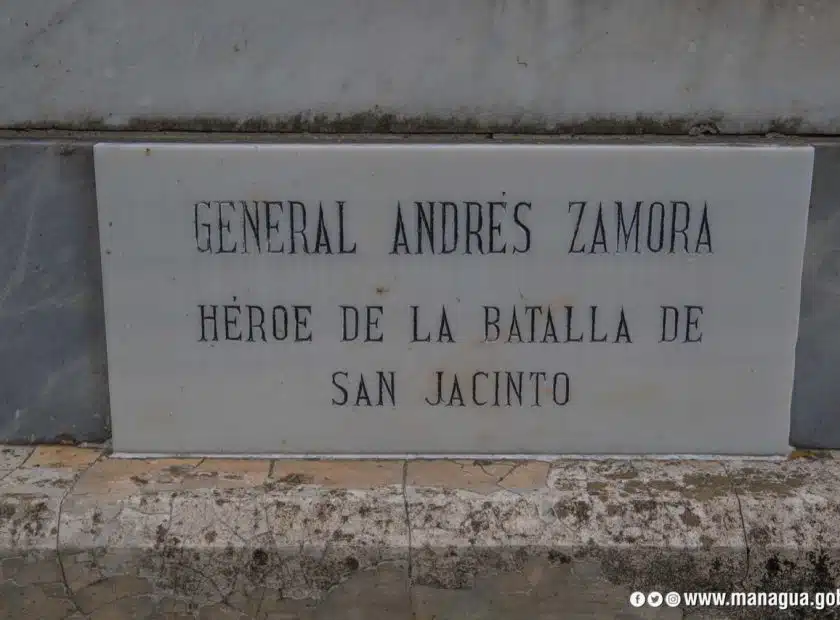 GENERAL ANDRÉS ZAMORA
HÉROE DE LA BATALLA DE
SAN JACINTO
www.managua.gob